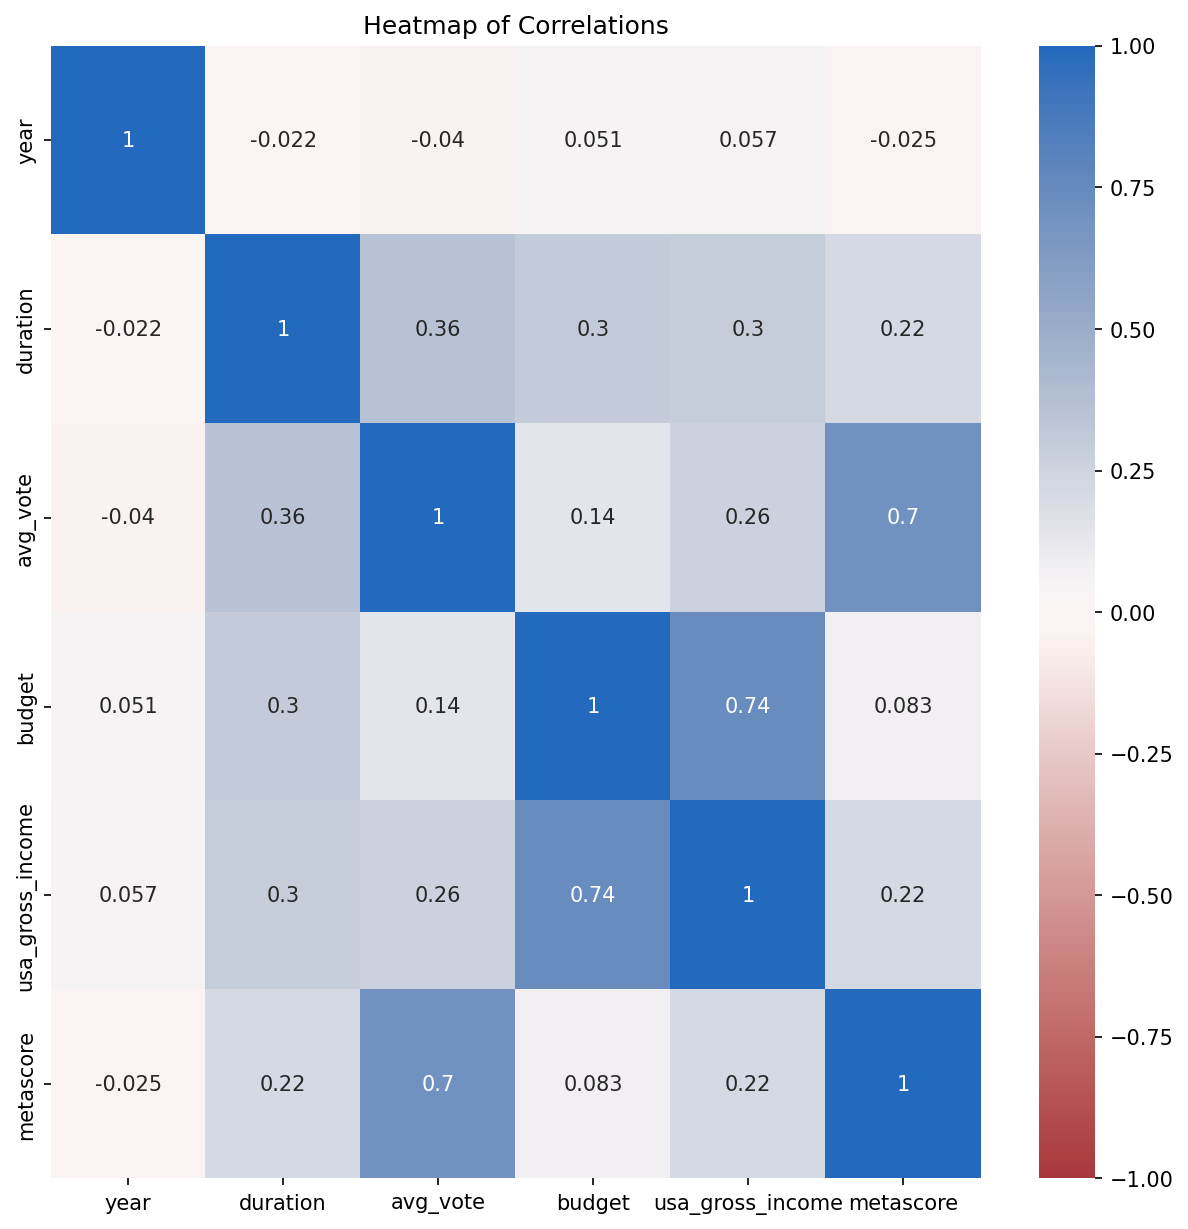 Heatmap of Correlations
year 1 -0.022 -0.04 0.051 0.057 -0.025
duration -0.022 1 0.36 0.3 0.3 0.22
avg_vote -0.04 0.36 1 0.14 0.26 0.7
budget 0.051 0.3 0.14 1 0.74 0.083
usa_gross_income 0.057 0.3 0.26 0.74 1 0.22
metascore -0.025 0.22 0.7 0.083 0.22 1
year duration avg_vote budget usa_gross_income metascore
1.00
0.75
0.50
0.25
0.00
−0.25
−0.50
−0.75
−1.00